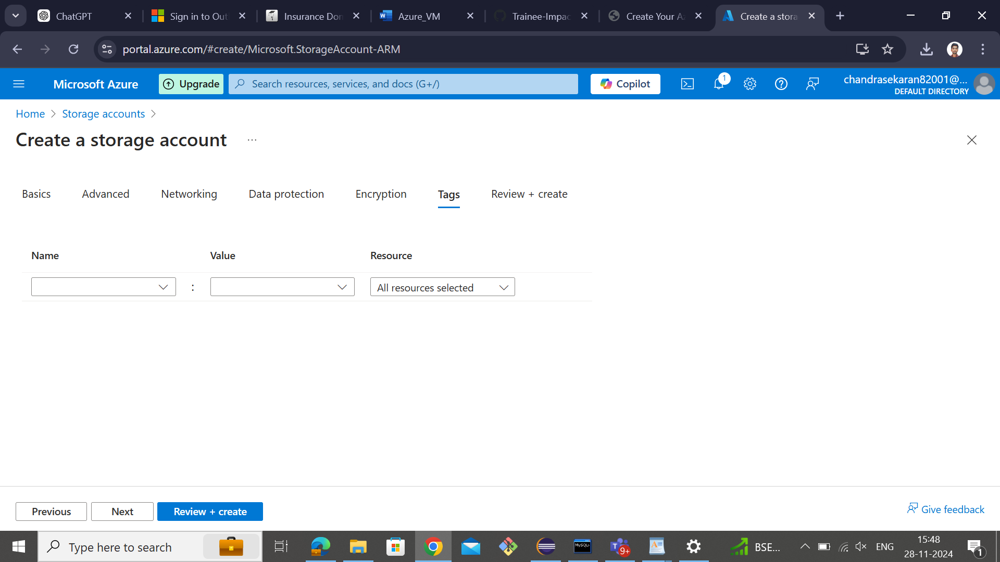 ChatGPT
Sign in to Out
Insurance Don
Azure_VM
Trainee-Impac
Create Your Az
Create a stora
portal.azure.com/#create/Microsoft.StorageAccount-ARM
Microsoft Azure
Upgrade
Search resources, services, and docs (G+/)
Copilot
1
chandrasekaran82001@...
DEFAULT DIRECTORY
Home > Storage accounts >
Create a storage account ...
Basics
Advanced
Networking
Data protection
Encryption
Tags
Review + create
Name
Value
Resource
:
All resources selected
Previous
Next
Review + create
Give feedback
Type here to search
MySQL
T
9+
BSE...
ENG
15:48
28-11-2024
1